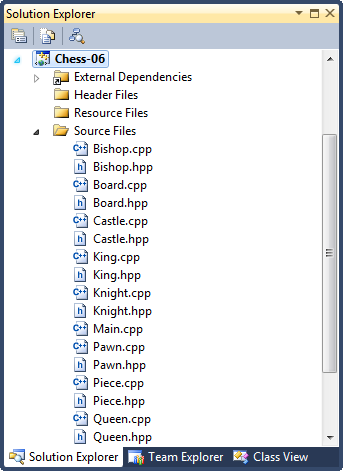 Solution Explorer
Chess-06
External Dependencies
Header Files
Resource Files
Source Files
C++ Bishop.cpp
h Bishop.hpp
C++ Board.cpp
h Board.hpp
C++ Castle.cpp
h Castle.hpp
C++ King.cpp
h King.hpp
C++ Knight.cpp
h Knight.hpp
C++ Main.cpp
C++ Pawn.cpp
h Pawn.hpp
C++ Piece.cpp
h Piece.hpp
C++ Queen.cpp
h Queen.hpp
Solution Explorer Team Explorer Class View